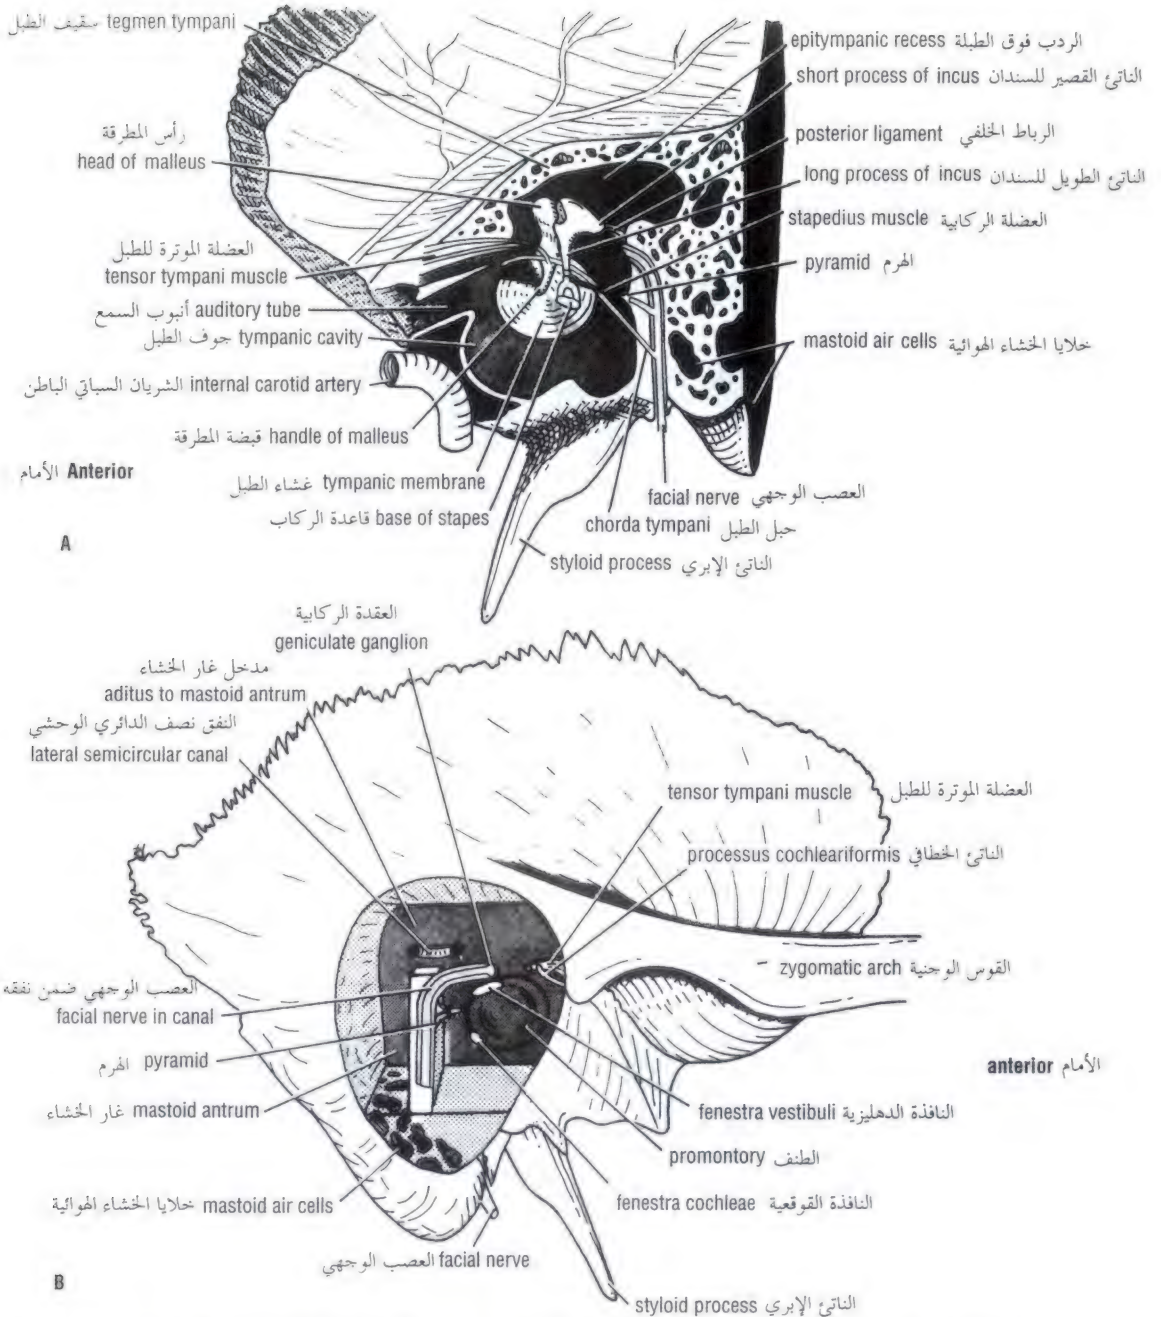 tegmen tympani سقيف الطبل
epitympanic recess الردب فوق الطبلة
short process of incus الناتئ القصير للسندان
رأس المطرقة
head of malleus
posterior ligament الرباط الخلفي
long process of incus الناتئ الطويل للسندان
stapedius muscle العضلة الركابية
العضلة الموترة للطبل
tensor tympani muscle
pyramid الهرم
auditory tube أنبوب السمع
tympanic cavity جوف الطبل
mastoid air cells خلايا الخشاء الهوائية
internal carotid artery الشريان السباتي الباطن
handle of malleus قبضة المطرقة
Anterior الأمام
tympanic membrane غشاء الطبل
facial nerve العصب الوجهي
base of stapes قاعدة الركاب
chorda tympani حبل الطبل
A
styloid process الناتئ الإبري
العقدة الركابية
geniculate ganglion
مدخل غار الخشاء
aditus to mastoid antrum
النفق نصف الدائري الوحشي
lateral semicircular canal
tensor tympani muscle العضلة الموترة للطبل
processus cochleariformis الناتئ الخطافي
zygomatic arch القوس الوجنية
العصب الوجهي ضمن نفقه
facial nerve in canal
pyramid الهرم
anterior الأمام
mastoid antrum غار الخشاء
fenestra vestibuli النافذة الدهليزية
promontory الطنف
mastoid air cells خلايا الخشاء الهوائية
fenestra cochleae النافذة القوقعية
facial nerve العصب الوجهي
B
styloid process الناتئ الإبري